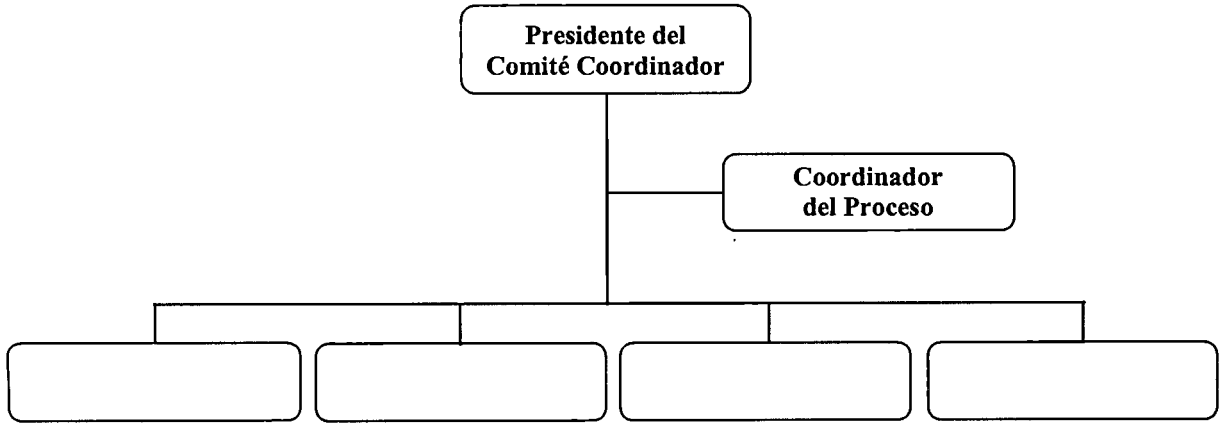 Presidente del
Comité Coordinador
Coordinador
del Proceso